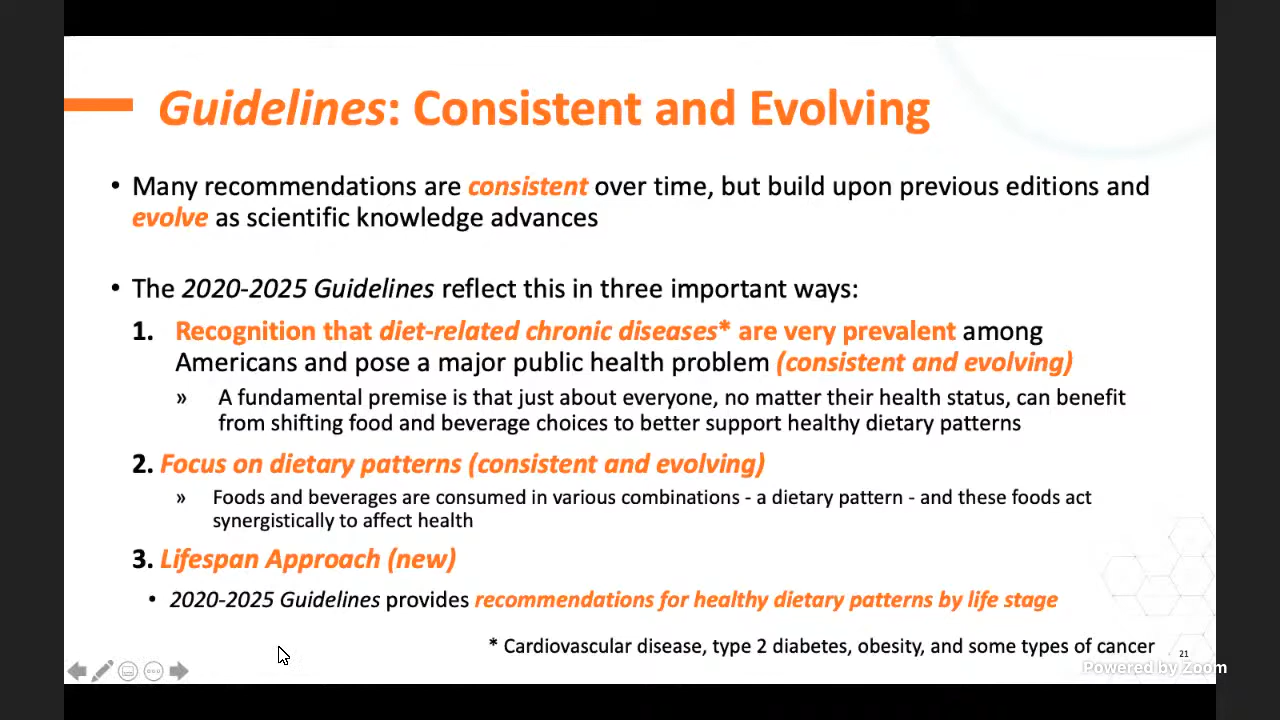 Guidelines: Consistent and Evolving
• Many recommendations are consistent over time, but build upon previous editions and
evolve as scientific knowledge advances
• The 2020-2025 Guidelines reflect this in three important ways:
1. Recognition that diet-related chronic diseases* are very prevalent among
Americans and pose a major public health problem (consistent and evolving)
» A fundamental premise is that just about everyone, no matter their health status, can benefit
from shifting food and beverage choices to better support healthy dietary patterns
2. Focus on dietary patterns (consistent and evolving)
» Foods and beverages are consumed in various combinations - a dietary pattern - and these foods act
synergistically to affect health
3. Lifespan Approach (new)
• 2020-2025 Guidelines provides recommendations for healthy dietary patterns by life stage
* Cardiovascular disease, type 2 diabetes, obesity, and some types of cancer
21
Powered by Zoom